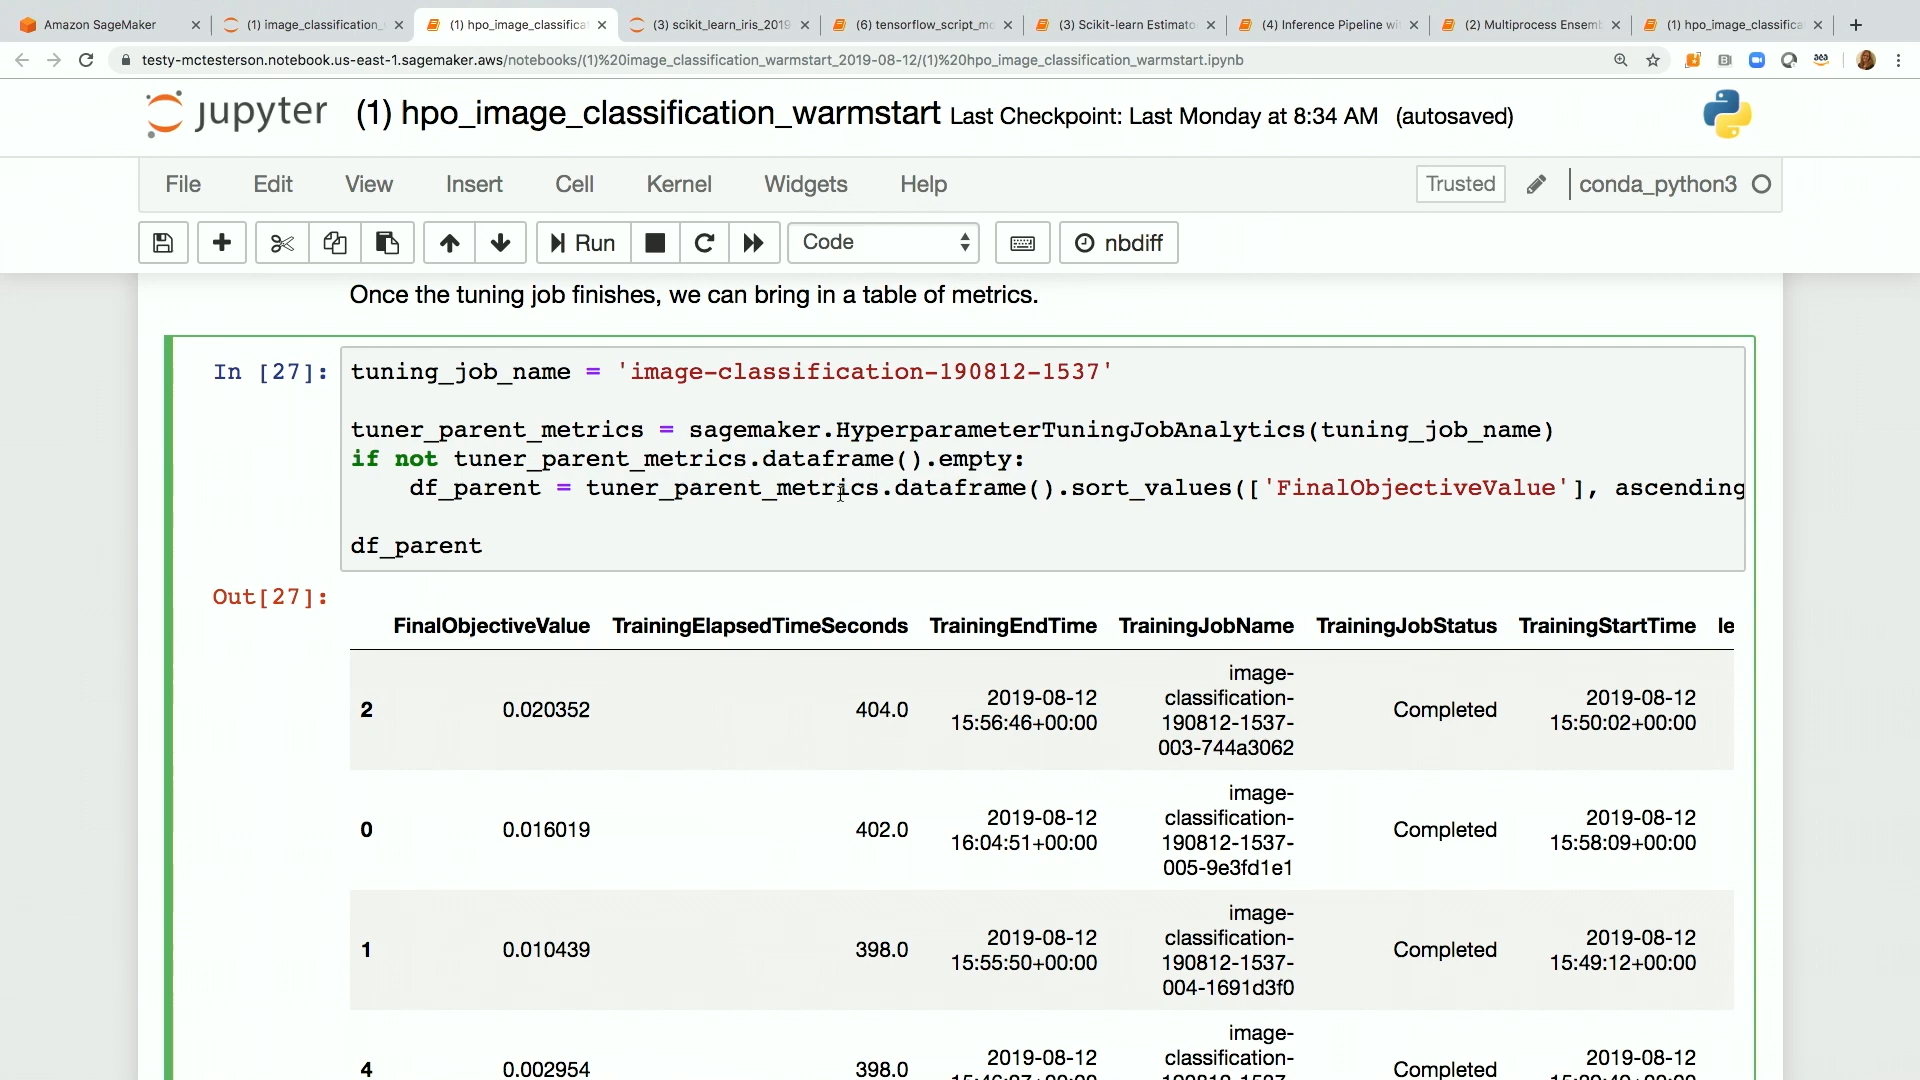 Amazon SageMaker
(1) image_classification_
(1) hpo_image_classificat
(3) scikit_learn_iris_2019
(6) tensorflow_script_mo
(3) Scikit-learn Estimato
(4) Inference Pipeline wi
(2) Multiprocess Ensemb
(1) hpo_image_classifica
testy-mctesterson.notebook.us-east-1.sagemaker.aws/notebooks/(1)%20image_classification_warmstart_2019-08-12/(1)%20hpo_image_classification_warmstart.ipynb
jupyter (1) hpo_image_classification_warmstart Last Checkpoint: Last Monday at 8:34 AM (autosaved)
File Edit View Insert Cell Kernel Widgets Help Trusted conda_python3
Run Code nbdiff
Once the tuning job finishes, we can bring in a table of metrics.
In [27]: tuning_job_name = 'image-classification-190812-1537'
tuner_parent_metrics = sagemaker.HyperparameterTuningJobAnalytics(tuning_job_name)
if not tuner_parent_metrics.dataframe().empty:
df_parent = tuner_parent_metrics.dataframe().sort_values(['FinalObjectiveValue'], ascending
df_parent
Out[27]:
FinalObjectiveValue TrainingElapsedTimeSeconds TrainingEndTime TrainingJobName TrainingJobStatus TrainingStartTime le
2 0.020352 404.0 2019-08-12 15:56:46+00:00 image-classification-190812-1537-003-744a3062 Completed 2019-08-12 15:50:02+00:00
0 0.016019 402.0 2019-08-12 16:04:51+00:00 image-classification-190812-1537-005-9e3fd1e1 Completed 2019-08-12 15:58:09+00:00
1 0.010439 398.0 2019-08-12 15:55:50+00:00 image-classification-190812-1537-004-1691d3f0 Completed 2019-08-12 15:49:12+00:00
4 0.002954 398.0 2019-08-12 image-classification- Completed 2019-08-12